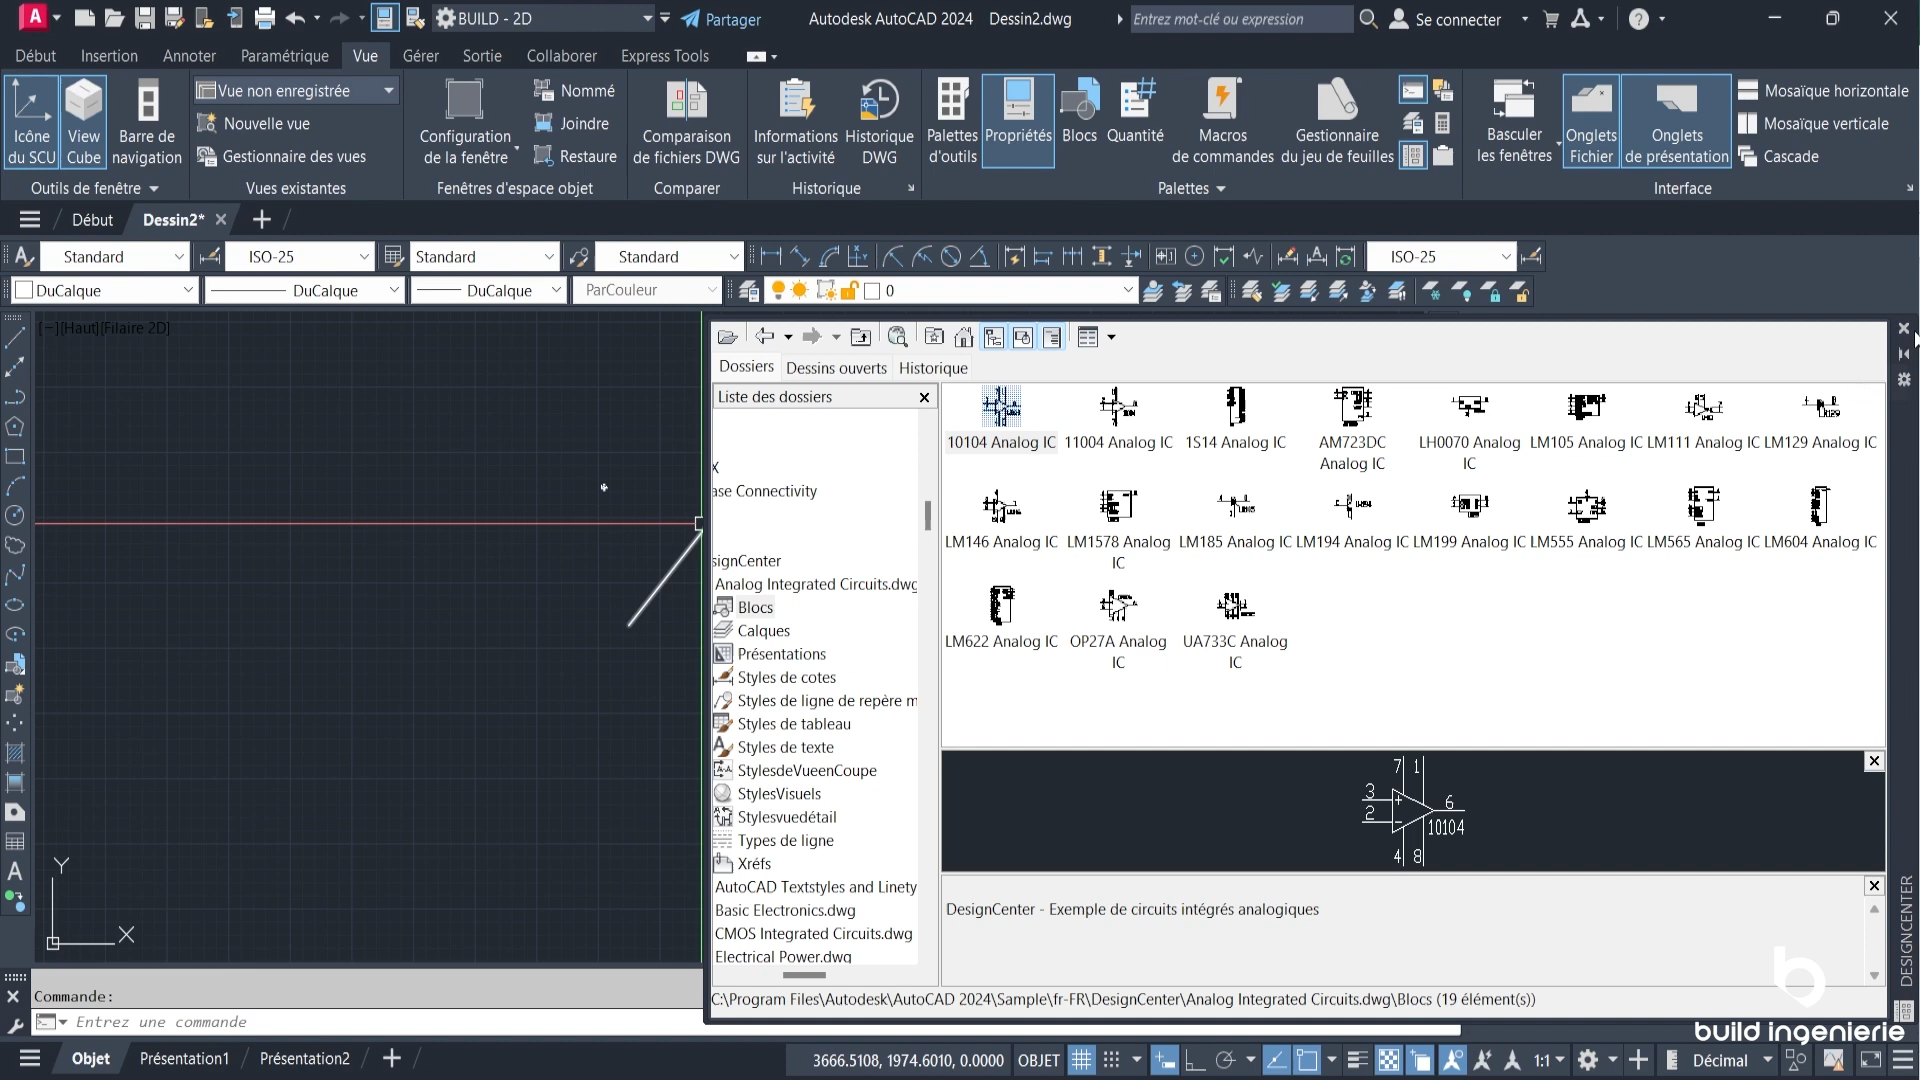 BUILD - 2D
Partager
Autodesk AutoCAD 2024 Dessin2.dwg
Entrez mot-clé ou expression
Se connecter
Début Insertion Annoter Paramétrique Vue Gérer Sortie Collaborer Express Tools
Icône du SCU
View Cube
Barre de navigation
Vue non enregistrée
Nouvelle vue
Gestionnaire des vues
Configuration de la fenêtre
Nommé
Joindre
Restaure
Comparaison de fichiers DWG
Informations sur l'activité
Historique DWG
Palettes d'outils
Propriétés
Blocs
Quantité
Macros de commandes
Gestionnaire du jeu de feuilles
Basculer les fenêtres
Onglets Fichier
Onglets de présentation
Mosaïque horizontale
Mosaïque verticale
Cascade
Outils de fenêtre Vues existantes Fenêtres d'espace objet Comparer Historique Palettes Interface
Début Dessin2*
Standard ISO-25 Standard Standard ISO-25
DuCalque DuCalque DuCalque ParCouleur 0
[−][Haut][Filaire 2D]
Dossiers Dessins ouverts Historique
Liste des dossiers
X
ase Connectivity
signCenter
Analog Integrated Circuits.dwg
Blocs
Calques
Présentations
Styles de cotes
Styles de ligne de repère m
Styles de tableau
Styles de texte
StylesdeVueenCoupe
StylesVisuels
Stylesvuedétail
Types de ligne
Xréfs
AutoCAD Textstyles and Linety
Basic Electronics.dwg
CMOS Integrated Circuits.dwg
Electrical Power.dwg
10104 Analog IC 11004 Analog IC 1S14 Analog IC AM723DC Analog IC LH0070 Analog IC LM105 Analog IC LM111 Analog IC LM129 Analog IC
LM146 Analog IC LM1578 Analog IC LM185 Analog IC LM194 Analog IC LM199 Analog IC LM555 Analog IC LM565 Analog IC LM604 Analog IC
LM622 Analog IC OP27A Analog IC UA733C Analog IC
7 1
3 + 6
2 − 10104
4 8
DesignCenter - Exemple de circuits intégrés analogiques
C:\Program Files\Autodesk\AutoCAD 2024\Sample\fr-FR\DesignCenter\Analog Integrated Circuits.dwg\Blocs (19 élément(s))
DESIGNCENTER
Y
X
Commande:
Entrez une commande
build ingenierie
Objet Présentation1 Présentation2
3666.5108, 1974.6010, 0.0000 OBJET 1:1 Décimal